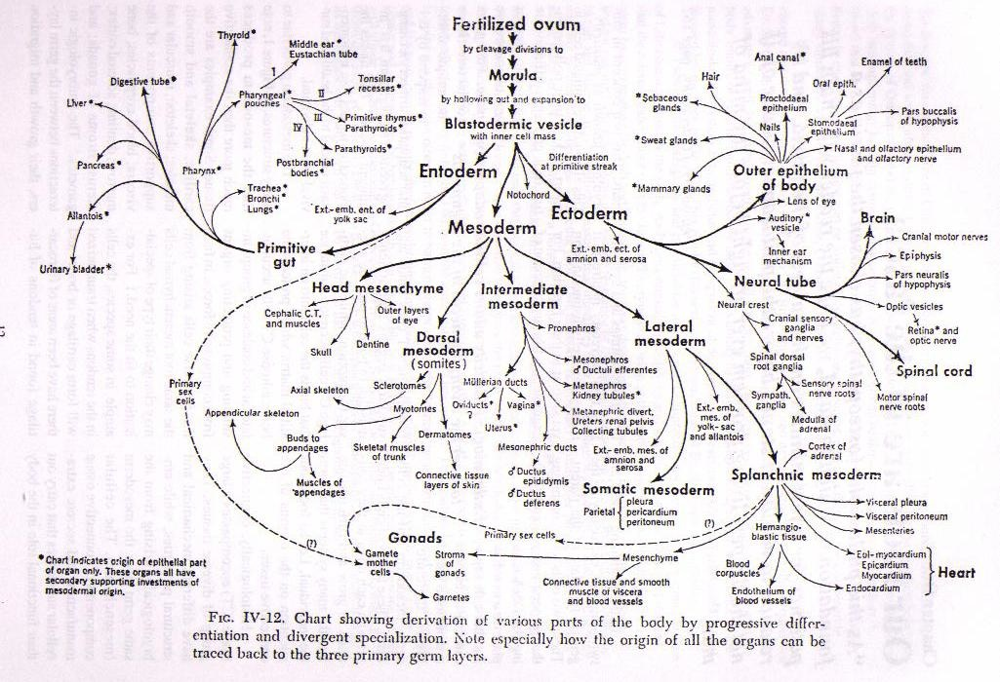 Fertilized ovum
by cleavage divisions to
Morula
by hollowing out and expansion to
Blastodermic vesicle
with inner cell mass
Differentiation
at primitive streak
Notochord
Entoderm
Mesoderm
Ectoderm
Ext.-emb. ent. of
yolk sac
Ext.-emb. ect. of
amnion and serosa
Thyroid*
Middle ear*
Eustachian tube
I
Digestive tube*
Liver*
Pharyngeal*
pouches
II
Tonsillar
recesses*
III
Primitive thymus*
Parathyroids*
IV
Parathyroids*
Postbranchial
bodies*
Pancreas*
Pharynx*
Trachea*
Bronchi*
Lungs*
Allantois*
Urinary bladder*
Primitive
gut
Anal canal*
Enamel of teeth
Hair
Oral epith.
*Sebaceous
glands
Proctodaeal
epithelium
Stomodaeal
epithelium
Pars buccalis
of hypophysis
Nails
*Sweat glands
Nasal and olfactory epithelium
and olfactory nerve
*Mammary glands
Outer epithelium
of body
Lens of eye
Auditory*
vesicle
Inner ear
mechanism
Brain
Cranial motor nerves
Epiphysis
Neural tube
Pars neuralis
of hypophysis
Optic vesicles
Retina* and
optic nerve
Spinal cord
Motor spinal
nerve roots
Neural crest
Cranial sensory
ganglia
and nerves
Spinal dorsal
root ganglia
Sensory spinal
nerve roots
Sympath.
ganglia
Medulla of
adrenal
Head mesenchyme
Cephalic C.T.
and muscles
Outer layers
of eye
Skull
Dentine
Dorsal
mesoderm
(somites)
Sclerotomes
Axial skeleton
Myotomes
Appendicular skeleton
Buds to
appendages
Skeletal muscles
of trunk
Dermatomes
Muscles of
appendages
Connective tissue
layers of skin
Intermediate
mesoderm
Pronephros
Mesonephros
♂ Ductuli efferentes
Metanephros
Kidney tubules*
Metanephric divert.
Ureters renal pelvis
Collecting tubules
Müllerian ducts
Oviducts*
?
Vagina*
Uterus*
Mesonephric ducts
♂ Ductus
epididymis
♂ Ductus
deferens
Lateral
mesoderm
Ext.-emb.
mes. of
yolk-sac
and allantois
Ext.-emb. mes. of
amnion and
serosa
Somatic mesoderm
Parietal
pleura
pericardium
peritoneum
Splanchnic mesoderm
Cortex of
adrenal
Visceral pleura
Visceral peritoneum
Mesenteries
Epi-myocardium
Epicardium
Myocardium
Endocardium
Heart
Hemangio-
blastic tissue
Blood
corpuscles
Endothelium of
blood vessels
Mesenchyme
Connective tissue and smooth
muscle of viscera
and blood vessels
(?)
Primary sex cells
Primary
sex
cells
(?)
Gonads
Gamete
mother
cells
Stroma
of
gonads
Gametes
*Chart indicates origin of epithelial part
of organ only. These organs all have
secondary supporting investments of
mesodermal origin.
FIG. IV-12. Chart showing derivation of various parts of the body by progressive differ-
entiation and divergent specialization. Note especially how the origin of all the organs can be
traced back to the three primary germ layers.